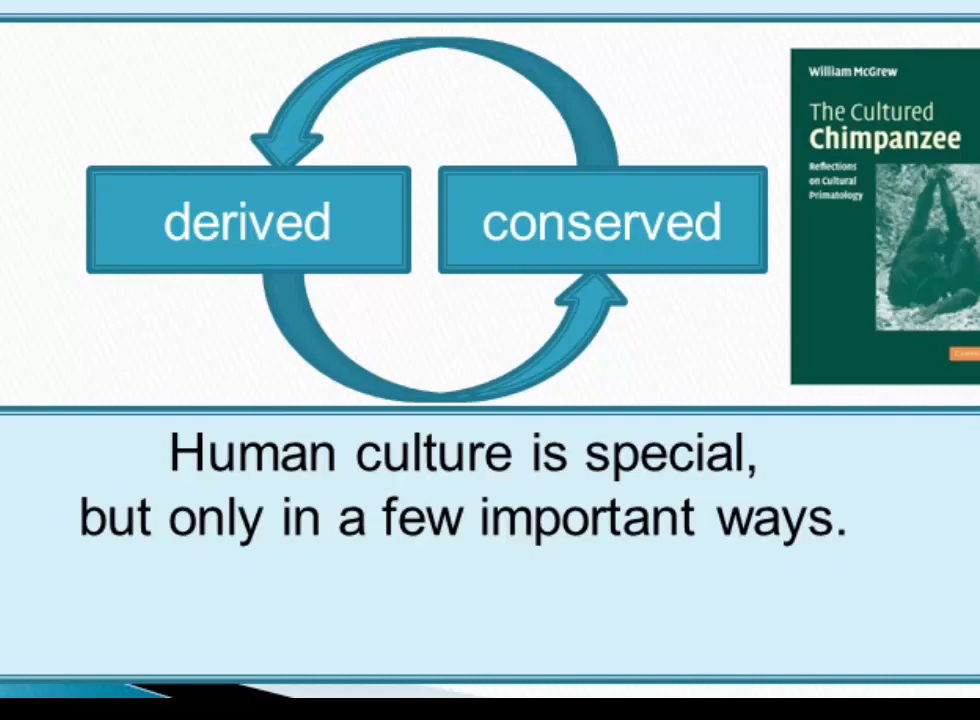 derived
conserved
William McGrew
The Cultured
Chimpanzee
Reflections
on Cultural
Primatology
Human culture is special,
but only in a few important ways.